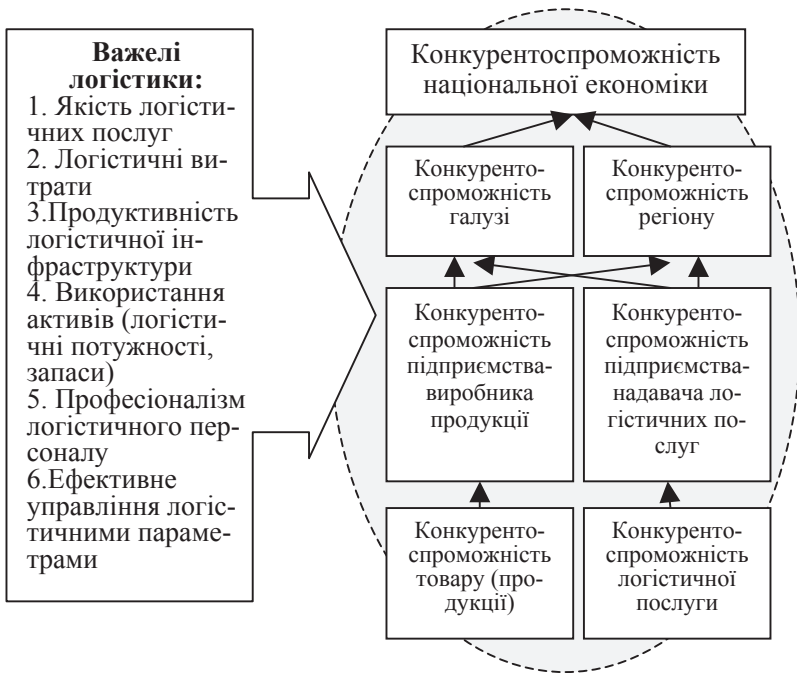 Важелі
логістики:
1. Якість логісти-
чних послуг
2. Логістичні ви-
трати
3.Продуктивність
логістичної ін-
фраструктури
4. Використання
активів (логісти-
чні потужності,
запаси)
5. Професіоналізм
логістичного пер-
соналу
6.Ефективне
управління логіс-
тичними параме-
трами
Конкурентоспроможність
національної економіки
Конкуренто-
спроможність
галузі
Конкуренто-
спроможність
регіону
Конкуренто-
спроможність
підприємства-
виробника
продукції
Конкуренто-
спроможність
підприємства-
надавача ло-
гістичних по-
слуг
Конкуренто-
спроможність
товару (про-
дукції)
Конкуренто-
спроможність
логістичної
послуги